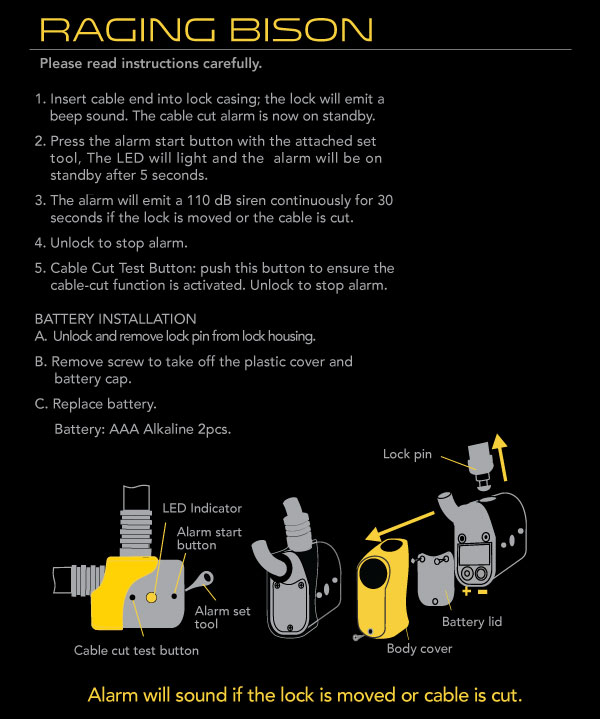 RAGING BISON
Please read instructions carefully.
1. Insert cable end into lock casing; the lock will emit a
beep sound. The cable cut alarm is now on standby.
2. Press the alarm start button with the attached set
tool, The LED will light and the alarm will be on
standby after 5 seconds.
3. The alarm will emit a 110 dB siren continuously for 30
seconds if the lock is moved or the cable is cut.
4. Unlock to stop alarm.
5. Cable Cut Test Button: push this button to ensure the
cable-cut function is activated. Unlock to stop alarm.
BATTERY INSTALLATION
A. Unlock and remove lock pin from lock housing.
B. Remove screw to take off the plastic cover and
battery cap.
C. Replace battery.
Battery: AAA Alkaline 2pcs.
Lock pin
LED Indicator
Alarm start
button
Alarm set
tool
Cable cut test button
+ -
Battery lid
Body cover
Alarm will sound if the lock is moved or cable is cut.